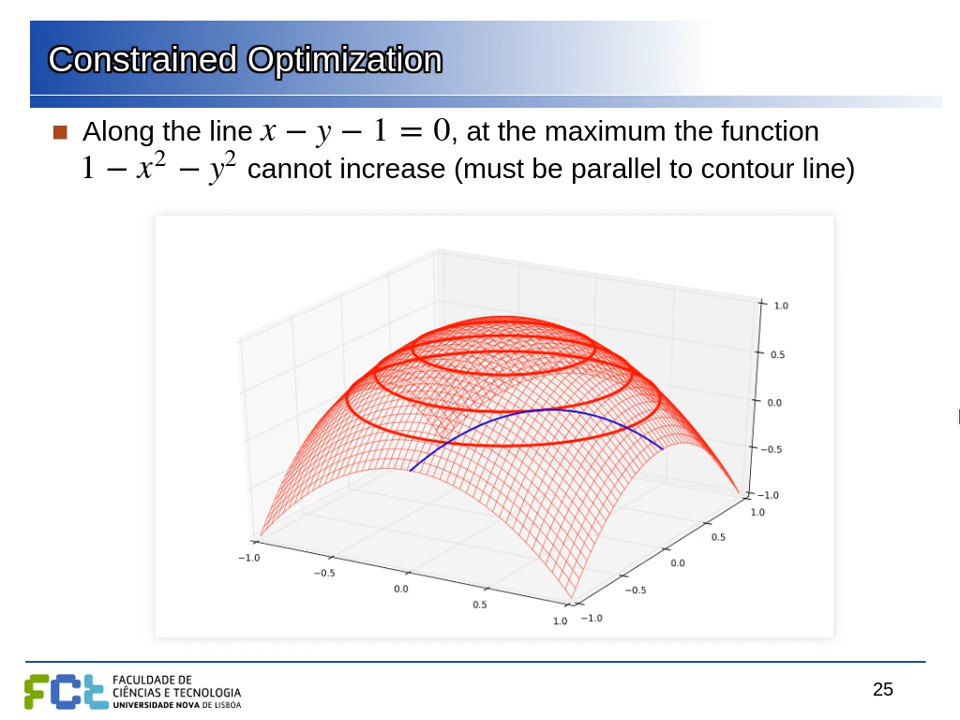 Constrained Optimization
Along the line x − y − 1 = 0, at the maximum the function
1 − x² − y² cannot increase (must be parallel to contour line)
1.0
0.5
0.0
−0.5
−1.0
1.0
0.5
0.0
−0.5
−1.0
−1.0
−0.5
0.0
0.5
1.0
FCt
FACULDADE DE
CIÊNCIAS E TECNOLOGIA
UNIVERSIDADE NOVA DE LISBOA
25